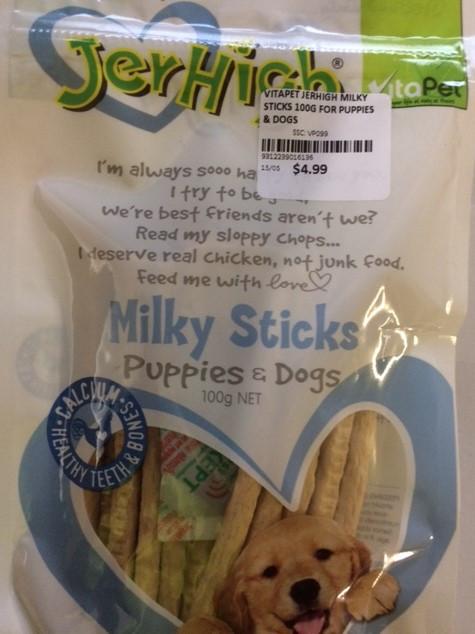 JerHigh®
VitaPet
VITAPET JERHIGH MILKY
STICKS 100G FOR PUPPIES
& DOGS
SSC: VP099
9312239016136
15/05 $4.99
I'm always sooo
I try to be
we're best friends aren't we?
Read my sloppy chops...
I deserve real chicken, not junk food.
Feed me with love
Milky Sticks
Puppies & Dogs
100g NET
CALCIUM • HEALTHY TEETH & BONES •